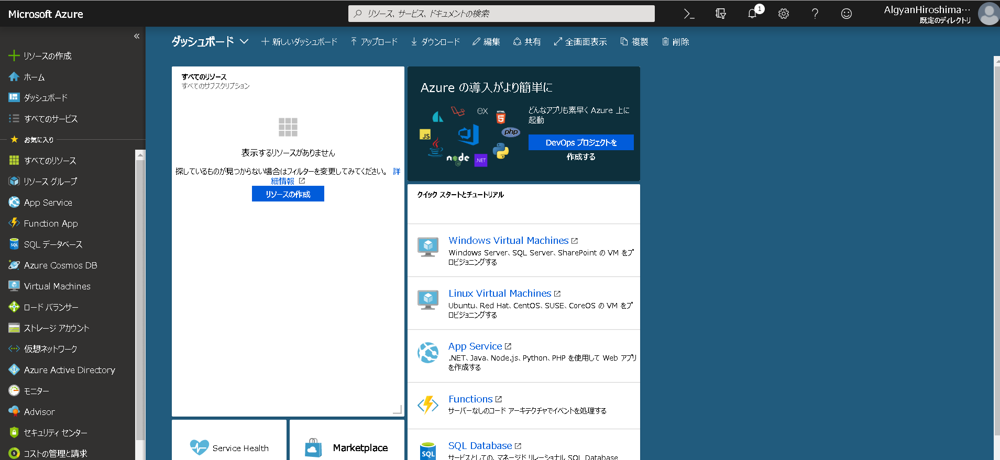 Microsoft Azure
リソース、サービス、ドキュメントの検索
1
AlgyanHiroshima...
既定のディレクトリ
リソースの作成
ホーム
ダッシュボード
すべてのサービス
お気に入り
すべてのリソース
リソース グループ
App Service
Function App
SQL データベース
Azure Cosmos DB
Virtual Machines
ロード バランサー
ストレージ アカウント
仮想ネットワーク
Azure Active Directory
モニター
Advisor
セキュリティ センター
コストの管理と請求
ダッシュボード
新しいダッシュボード
アップロード
ダウンロード
編集
共有
全画面表示
複製
削除
すべてのリソース
すべてのサブスクリプション
表示するリソースがありません
探しているものが見つからない場合はフィルターを変更してみてください。 詳
細情報
リソースの作成
Service Health
Marketplace
Azure の導入がより簡単に
ex
HTML
5
JS
php
node
JS
.NET
どんなアプリも素早く Azure 上に
起動
DevOps プロジェクトを
作成する
クイック スタートとチュートリアル
Windows Virtual Machines
Windows Server、SQL Server、SharePoint の VM をプ
ロビジョニングする
Linux Virtual Machines
Ubuntu、Red Hat、CentOS、SUSE、CoreOS の VM をプ
ロビジョニングする
App Service
.NET、Java、Node.js、Python、PHP を使用して Web アプリ
を作成する
Functions
サーバーなしのコード アーキテクチャでイベントを処理する
SQL
SQL Database
サービスとしての、マネージド リレーショナル SQL Database